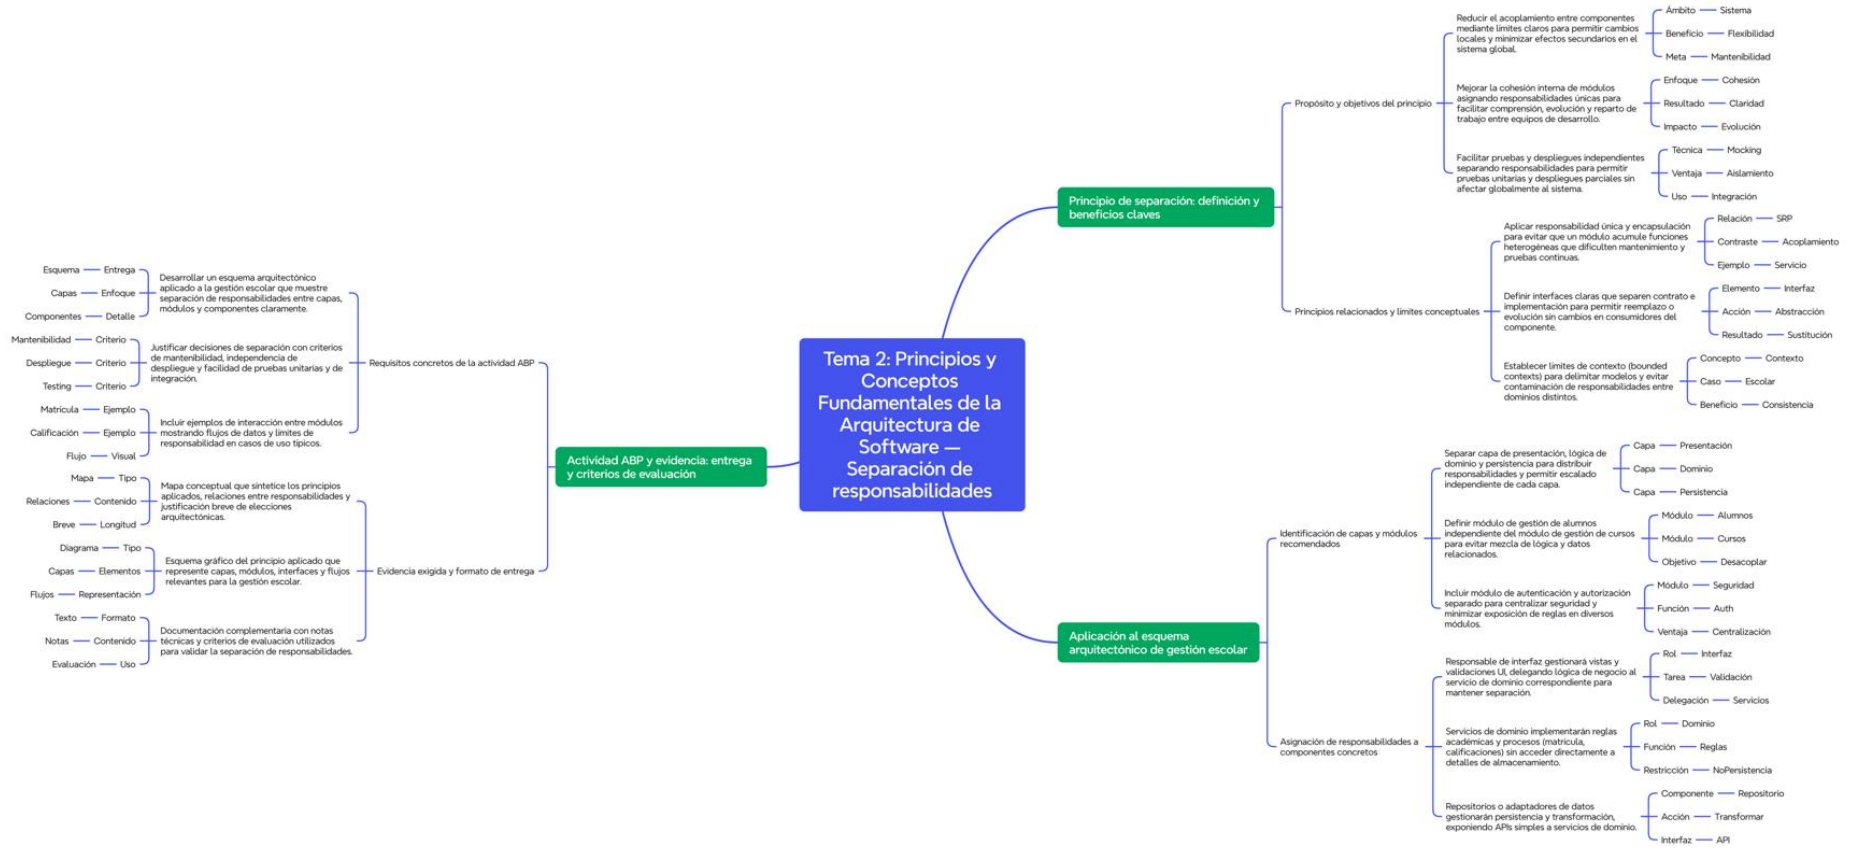 Tema 2: Principios y
Conceptos
Fundamentales de la
Arquitectura de
Software —
Separación de
responsabilidades
Principio de separación: definición y
beneficios claves
Propósito y objetivos del principio
Reducir el acoplamiento entre componentes
mediante límites claros para permitir cambios
locales y minimizar efectos secundarios en el
sistema global.
Ámbito
Sistema
Beneficio
Flexibilidad
Meta
Mantenibilidad
Mejorar la cohesión interna de módulos
asignando responsabilidades únicas para
facilitar comprensión, evolución y reparto de
trabajo entre equipos de desarrollo.
Enfoque
Cohesión
Resultado
Claridad
Impacto
Evolución
Facilitar pruebas y despliegues independientes
separando responsabilidades para permitir
pruebas unitarias y despliegues parciales sin
afectar globalmente al sistema.
Técnica
Mocking
Ventaja
Aislamiento
Uso
Integración
Principios relacionados y límites conceptuales
Aplicar responsabilidad única y encapsulación
para evitar que un módulo acumule funciones
heterogéneas que dificulten mantenimiento y
pruebas continuas.
Relación
SRP
Contraste
Acoplamiento
Ejemplo
Servicio
Definir interfaces claras que separen contrato e
implementación para permitir reemplazo o
evolución sin cambios en consumidores del
componente.
Elemento
Interfaz
Acción
Abstracción
Resultado
Sustitución
Establecer límites de contexto (bounded
contexts) para delimitar modelos y evitar
contaminación de responsabilidades entre
dominios distintos.
Concepto
Contexto
Caso
Escolar
Beneficio
Consistencia
Aplicación al esquema
arquitectónico de gestión escolar
Identificación de capas y módulos
recomendados
Separar capa de presentación, lógica de
dominio y persistencia para distribuir
responsabilidades y permitir escalado
independiente de cada capa.
Capa
Presentación
Capa
Dominio
Capa
Persistencia
Definir módulo de gestión de alumnos
independiente del módulo de gestión de cursos
para evitar mezcla de lógica y datos
relacionados.
Módulo
Alumnos
Módulo
Cursos
Objetivo
Desacoplar
Incluir módulo de autenticación y autorización
separado para centralizar seguridad y
minimizar exposición de reglas en diversos
módulos.
Módulo
Seguridad
Función
Auth
Ventaja
Centralización
Asignación de responsabilidades a
componentes concretos
Responsable de interfaz gestionará vistas y
validaciones UI, delegando lógica de negocio al
servicio de dominio correspondiente para
mantener separación.
Rol
Interfaz
Tarea
Validación
Delegación
Servicios
Servicios de dominio implementarán reglas
académicas y procesos (matrícula,
calificaciones) sin acceder directamente a
detalles de almacenamiento.
Rol
Dominio
Función
Reglas
Restricción
NoPersistencia
Repositorios o adaptadores de datos
gestionarán persistencia y transformación,
exponiendo APIs simples a servicios de dominio.
Componente
Repositorio
Acción
Transformar
Interfaz
API
Actividad ABP y evidencia: entrega
y criterios de evaluación
Requisitos concretos de la actividad ABP
Desarrollar un esquema arquitectónico
aplicado a la gestión escolar que muestre
separación de responsabilidades entre capas,
módulos y componentes claramente.
Esquema
Entrega
Capas
Enfoque
Componentes
Detalle
Justificar decisiones de separación con criterios
de mantenibilidad, independencia de
despliegue y facilidad de pruebas unitarias y de
integración.
Mantenibilidad
Criterio
Despliegue
Criterio
Testing
Criterio
Incluir ejemplos de interacción entre módulos
mostrando flujos de datos y límites de
responsabilidad en casos de uso típicos.
Matrícula
Ejemplo
Calificación
Ejemplo
Flujo
Visual
Evidencia exigida y formato de entrega
Mapa conceptual que sintetice los principios
aplicados, relaciones entre responsabilidades y
justificación breve de elecciones
arquitectónicas.
Mapa
Tipo
Relaciones
Contenido
Breve
Longitud
Esquema gráfico del principio aplicado que
represente capas, módulos, interfaces y flujos
relevantes para la gestión escolar.
Diagrama
Tipo
Capas
Elementos
Flujos
Representación
Documentación complementaria con notas
técnicas y criterios de evaluación utilizados
para validar la separación de responsabilidades.
Texto
Formato
Notas
Contenido
Evaluación
Uso